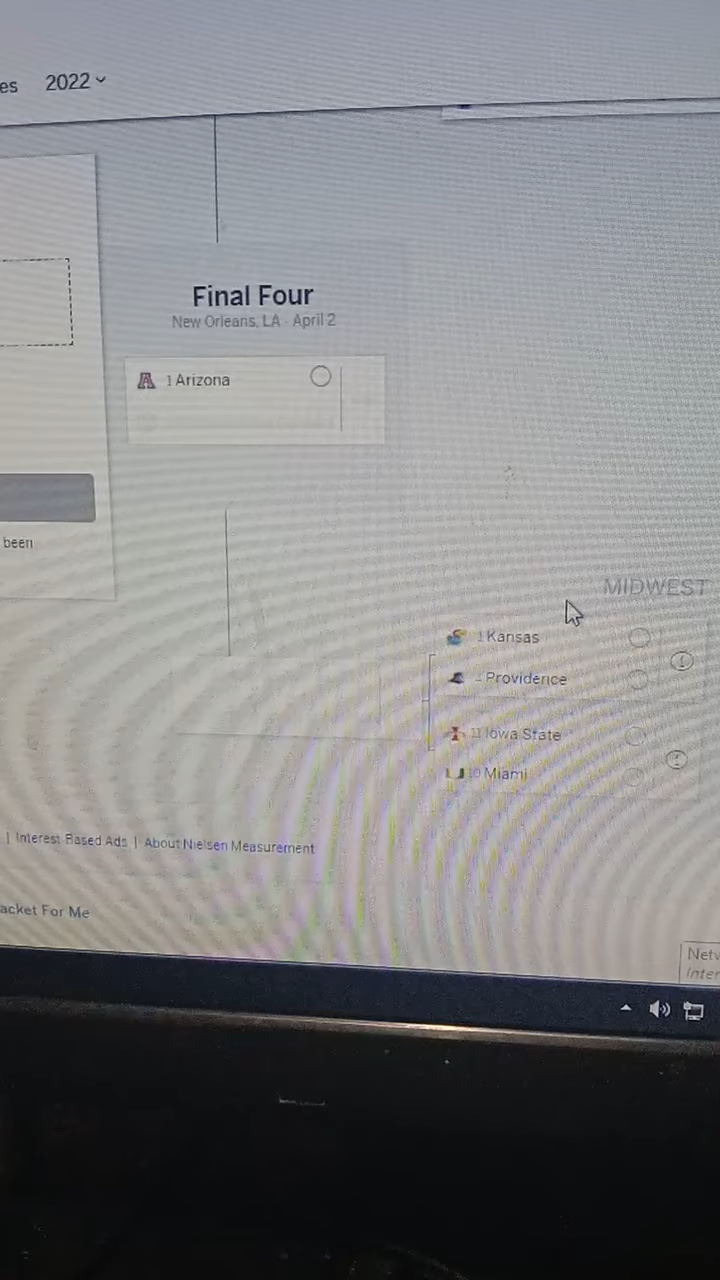 es 2022
Final Four
New Orleans, LA - April 2
1 Arizona
been
MIDWEST
1 Kansas
Providence
11 Iowa State
10 Miami
| Interest Based Ads | About Nielsen Measurement
acket For Me
Netw
Inter